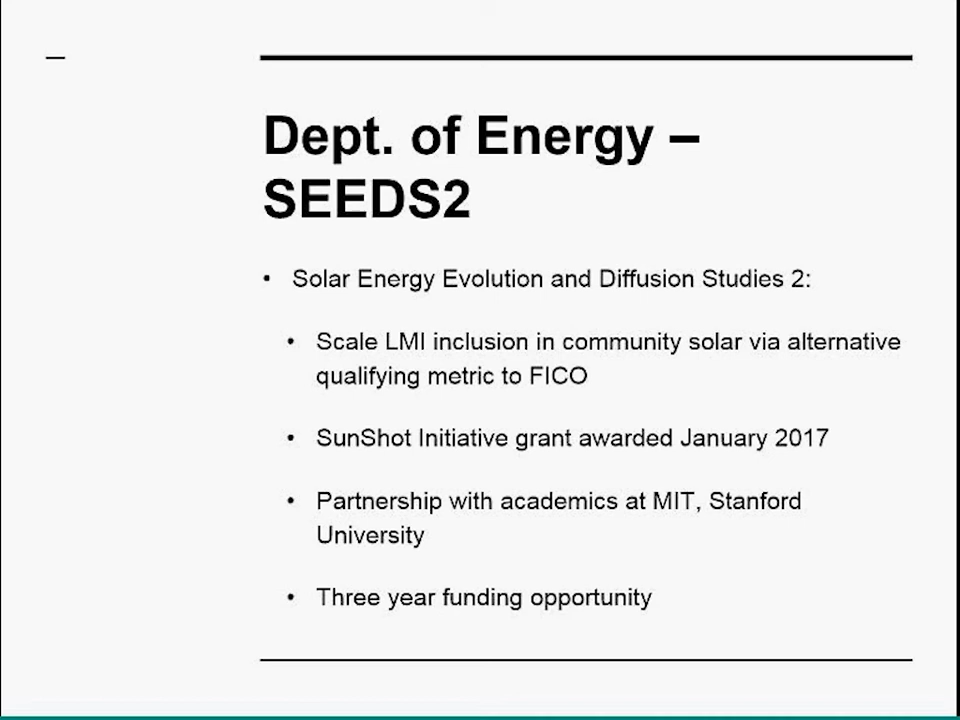 Dept. of Energy –
SEEDS2
• Solar Energy Evolution and Diffusion Studies 2:
• Scale LMI inclusion in community solar via alternative
qualifying metric to FICO
• SunShot Initiative grant awarded January 2017
• Partnership with academics at MIT, Stanford
University
• Three year funding opportunity